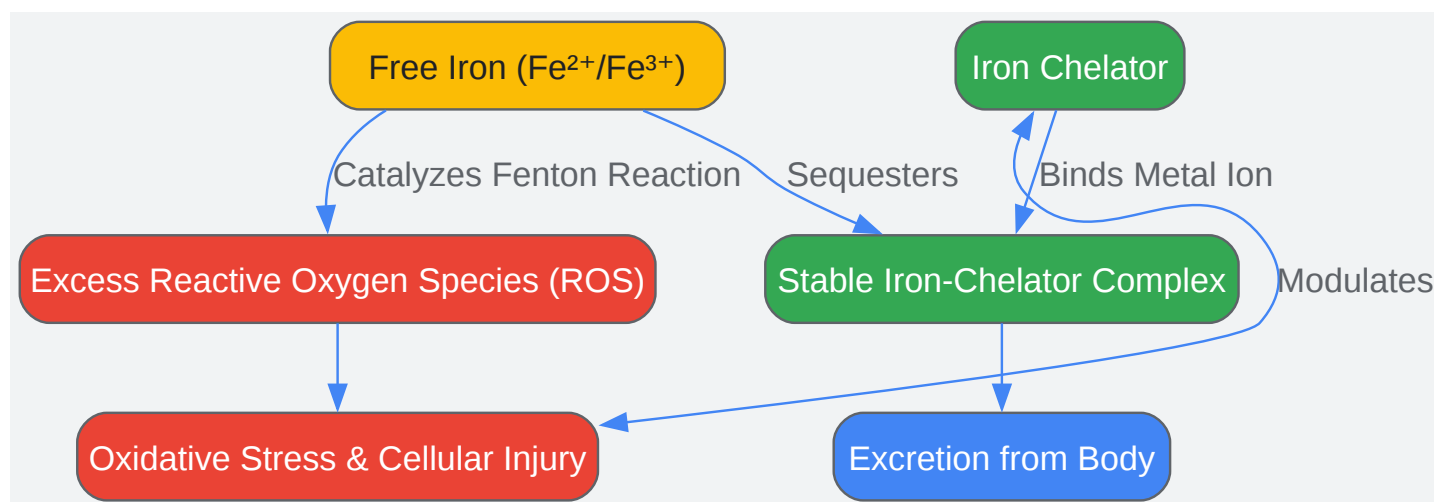 Free Iron (Fe²⁺/Fe³⁺)
Iron Chelator
Catalyzes Fenton Reaction
Sequesters
Binds Metal Ion
Excess Reactive Oxygen Species (ROS)
Stable Iron-Chelator Complex
Modulates
Oxidative Stress & Cellular Injury
Excretion from Body